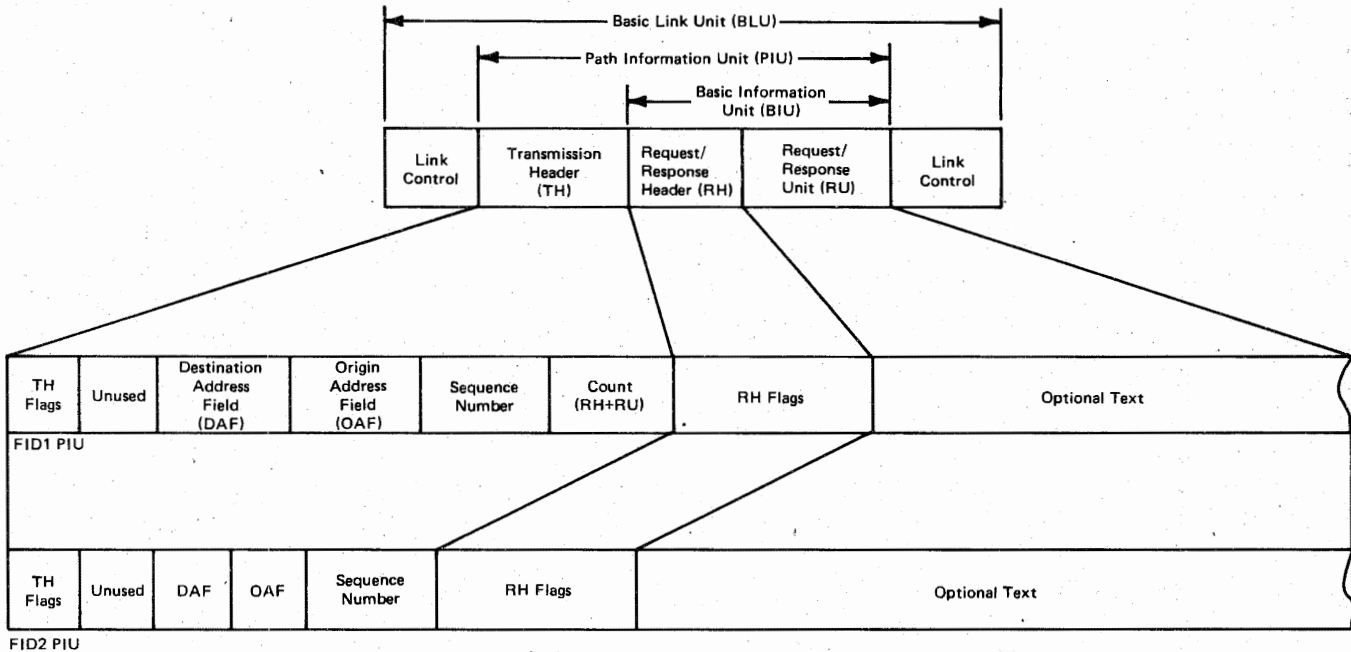 Basic Link Unit (BLU)
Path Information Unit (PIU)
Basic Information
Unit (BIU)
Link
Control
Transmission
Header
(TH)
Request/
Response
Header (RH)
Request/
Response
Unit (RU)
Link
Control
TH
Flags
Unused
Destination
Address
Field
(DAF)
Origin
Address
Field
(OAF)
Sequence
Number
Count
(RH+RU)
RH Flags
Optional Text
FID1 PIU
TH
Flags
Unused
DAF
OAF
Sequence
Number
RH Flags
Optional Text
FID2 PIU